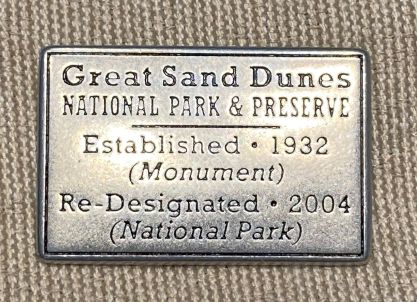 Great Sand Dunes
NATIONAL PARK & PRESERVE
Established • 1932
(Monument)
Re-Designated • 2004
(National Park)